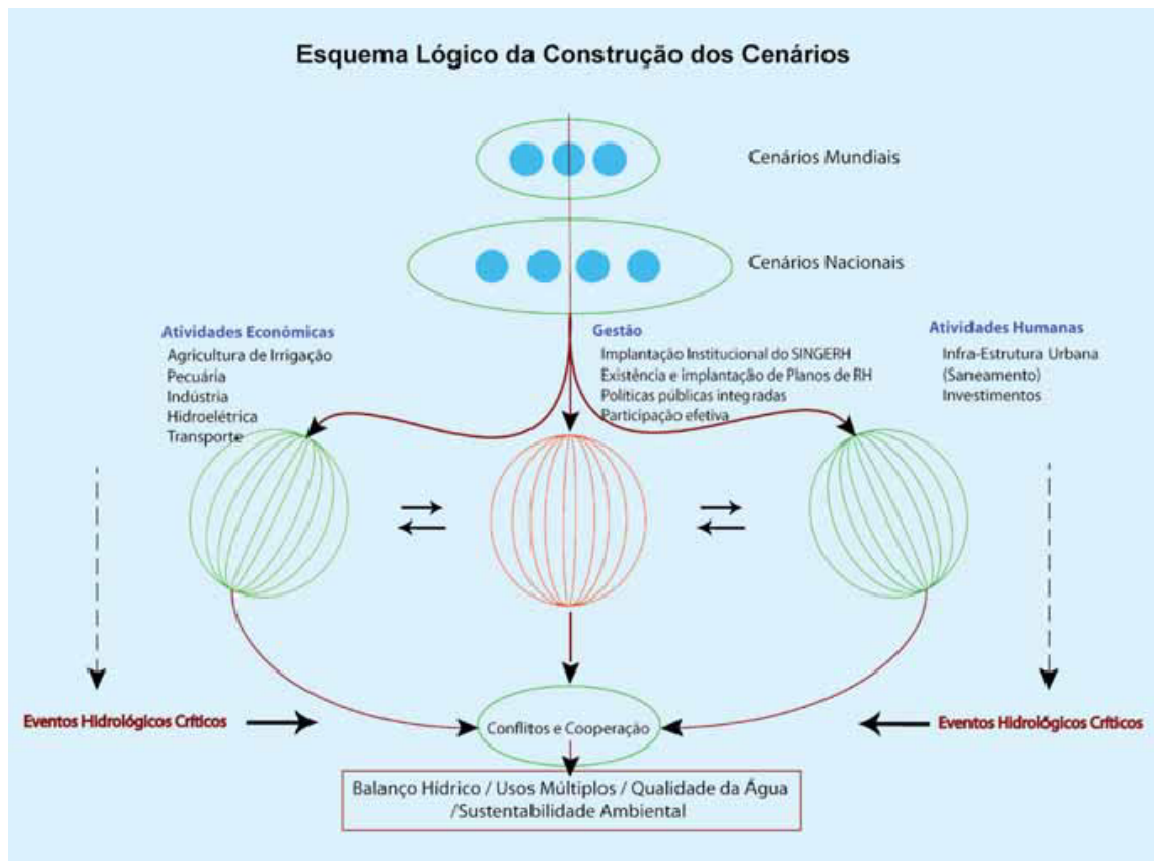 Esquema Lógico da Construção dos Cenários
Cenários Mundiais
Cenários Nacionais
Atividades Económicas
Agricultura de Irrigação
Pecuária
Indústria
Hidroelétrica
Transporte
Gestão
Implantação Institucional do SINGERH
Existência e implantação de Planos de RH
Políticas públicas integradas
Participação efetiva
Atividades Humanas
Infra-Estrutura Urbana
(Saneamento)
Investimentos
Eventos Hidrológicos Críticos
Conflitos e Cooperação
Eventos Hidrológicos Críticos
Balanço Hídrico / Usos Múltiplos / Qualidade da Água
/Sustentabilidade Ambiental